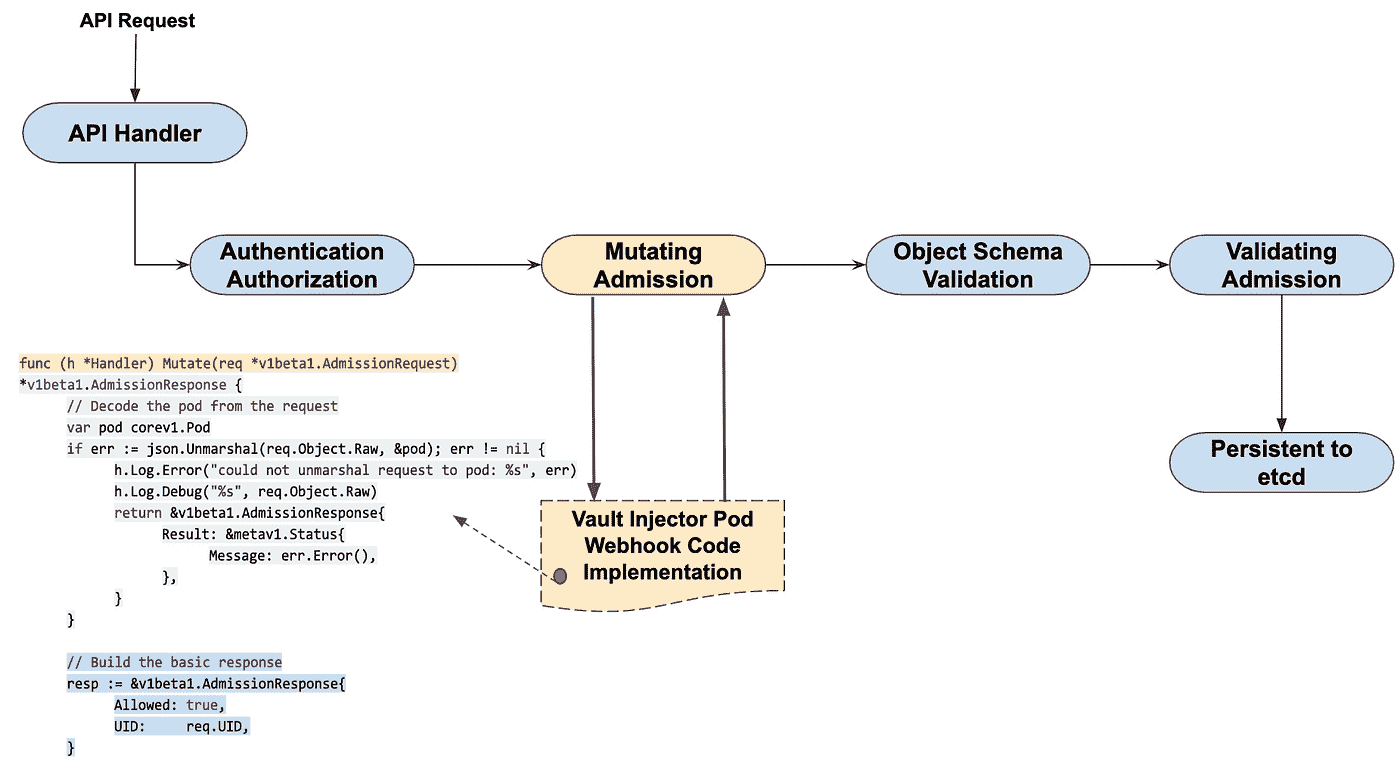 API Request
API Handler
Authentication
Authorization
Mutating
Admission
Object Schema
Validation
Validating
Admission
Persistent to
etcd
Vault Injector Pod
Webhook Code
Implementation
func (h *Handler) Mutate(req *v1beta1.AdmissionRequest)
*v1beta1.AdmissionResponse {
// Decode the pod from the request
var pod corev1.Pod
if err := json.Unmarshal(req.Object.Raw, &pod); err != nil {
h.Log.Error("could not unmarshal request to pod: %s", err)
h.Log.Debug("%s", req.Object.Raw)
return &v1beta1.AdmissionResponse{
Result: &metav1.Status{
Message: err.Error(),
},
}
}
// Build the basic response
resp := &v1beta1.AdmissionResponse{
Allowed: true,
UID: req.UID,
}